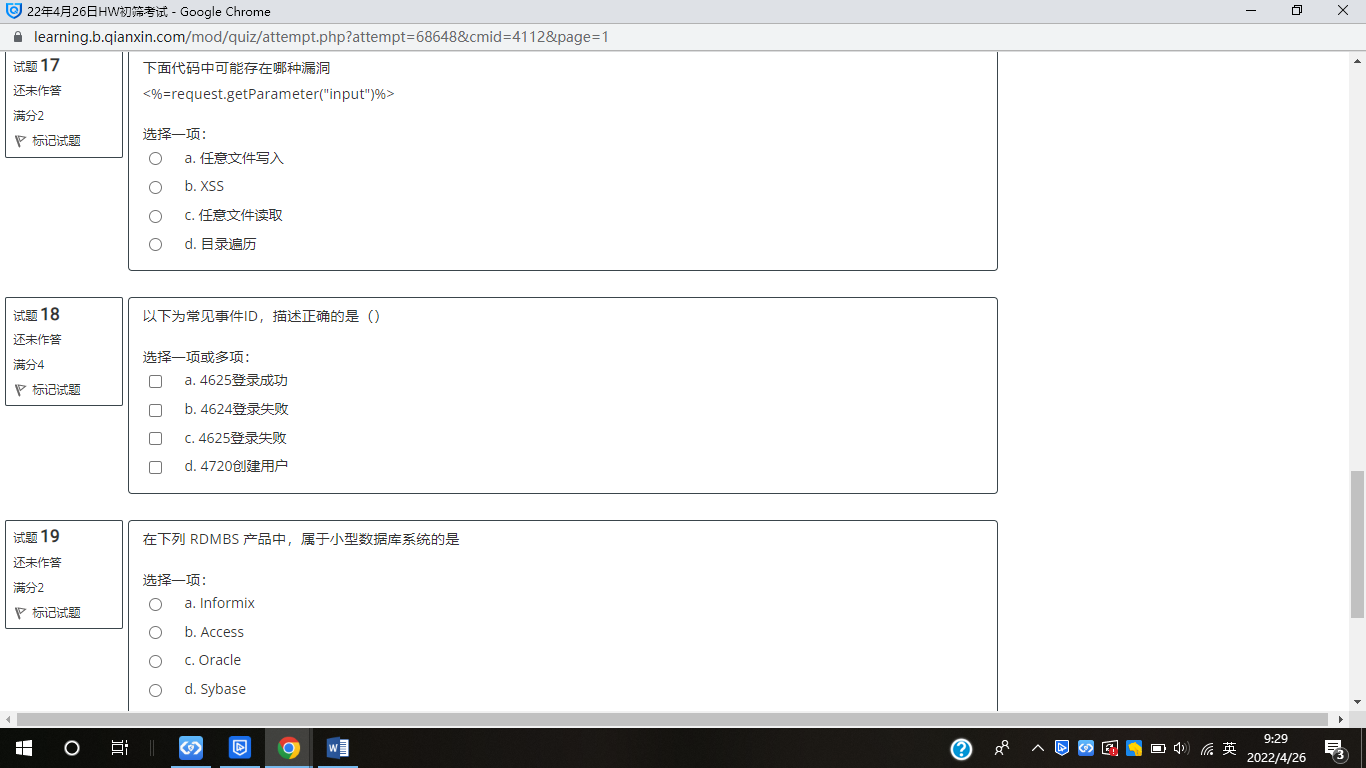 22年4月26日HW初筛考试 - Google Chrome
learning.b.qianxin.com/mod/quiz/attempt.php?attempt=68648&cmid=4112&page=1
试题 17
还未作答
满分2
标记试题
下面代码中可能存在哪种漏洞
<%=request.getParameter("input")%>
选择一项：
a. 任意文件写入
b. XSS
c. 任意文件读取
d. 目录遍历
试题 18
还未作答
满分4
标记试题
以下为常见事件ID，描述正确的是（）
选择一项或多项：
a. 4625登录成功
b. 4624登录失败
c. 4625登录失败
d. 4720创建用户
试题 19
还未作答
满分2
标记试题
在下列 RDMBS 产品中，属于小型数据库系统的是
选择一项：
a. Informix
b. Access
c. Oracle
d. Sybase
英
9:29
2022/4/26
3